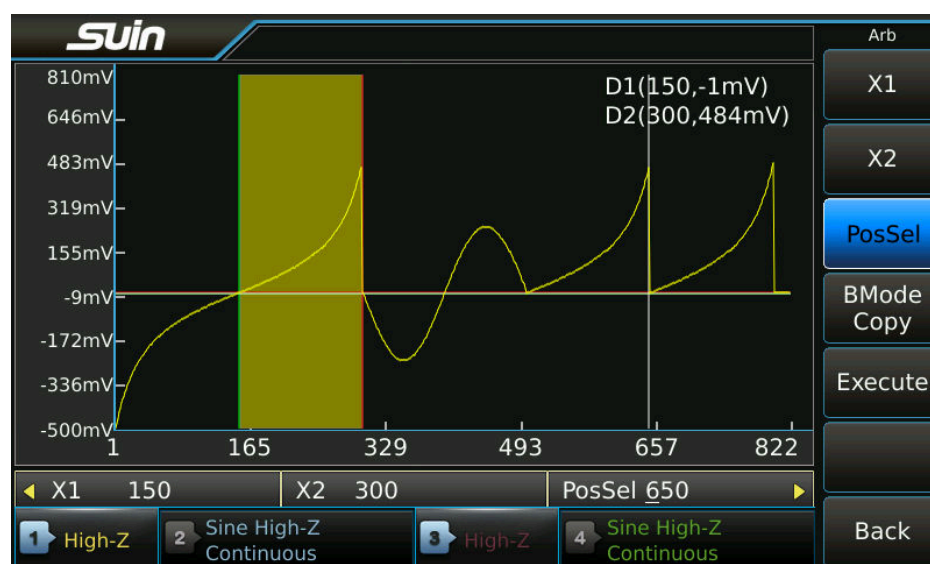 Suin
Arb
810mV
646mV
483mV
319mV
155mV
-9mV
-172mV
-336mV
-500mV
D1(150,-1mV)
D2(300,484mV)
1 165 329 493 657 822
X1
X2
PosSel
BMode
Copy
Execute
Back
X1 150 X2 300 PosSel 650
1 High-Z
2 Sine High-Z
Continuous
3 High-Z
4 Sine High-Z
Continuous